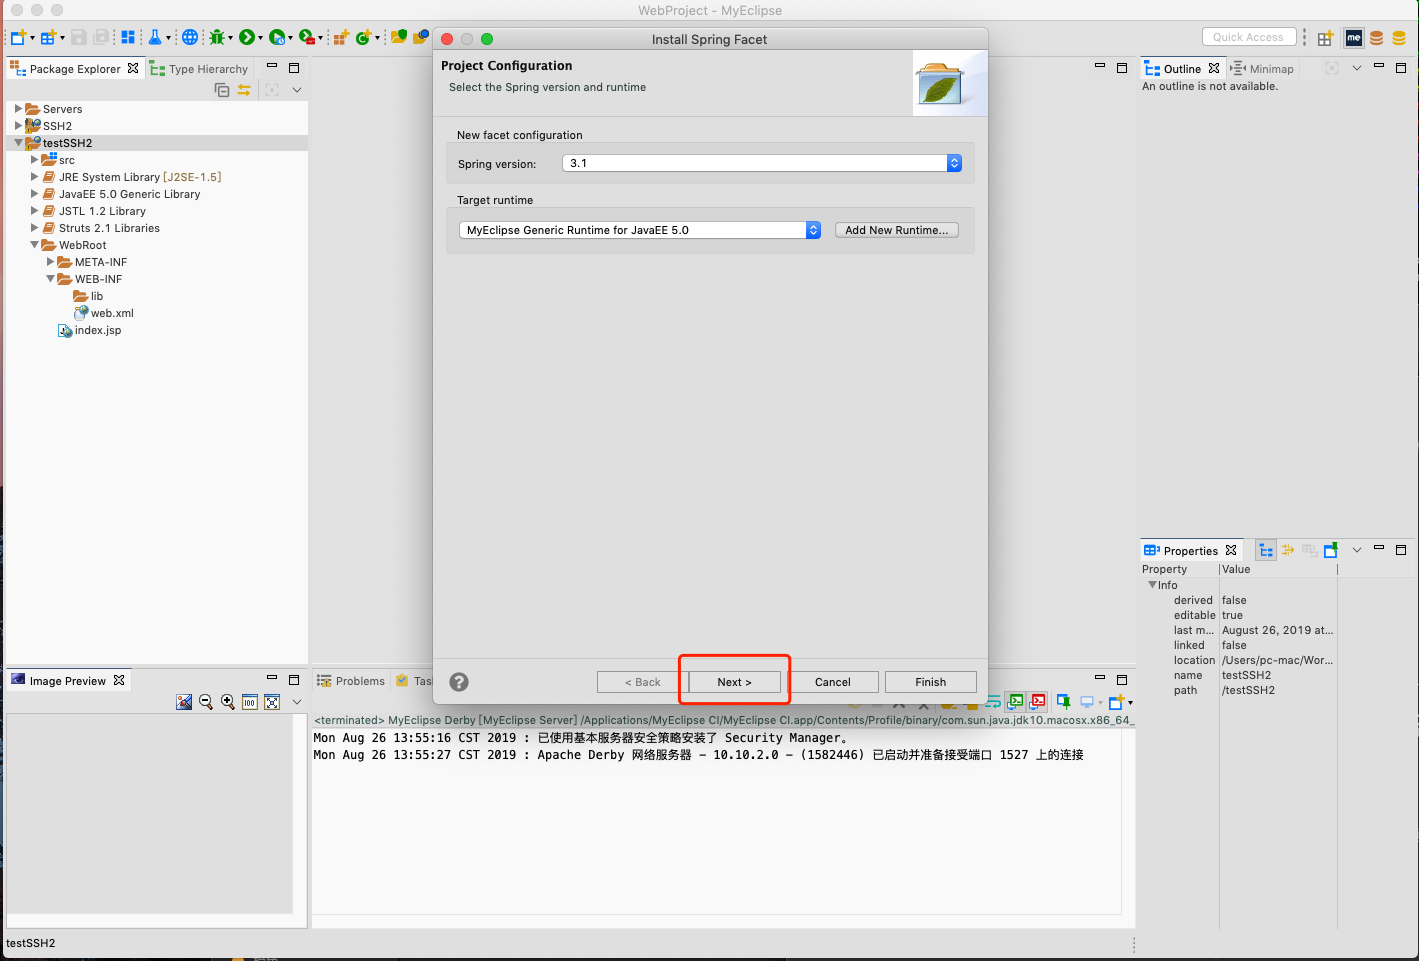 WebProject - MyEclipse
Quick Access
me
Package Explorer
Type Hierarchy
Servers
SSH2
testSSH2
src
JRE System Library [J2SE-1.5]
JavaEE 5.0 Generic Library
JSTL 1.2 Library
Struts 2.1 Libraries
WebRoot
META-INF
WEB-INF
lib
web.xml
index.jsp
Install Spring Facet
Project Configuration
Select the Spring version and runtime
New facet configuration
Spring version: 3.1
Target runtime
MyEclipse Generic Runtime for JavaEE 5.0 Add New Runtime...
? < Back Next > Cancel Finish
Outline
Minimap
An outline is not available.
Properties
Property Value
Info
derived false
editable true
last m... August 26, 2019 at...
linked false
location /Users/pc-mac/Wor...
name testSSH2
path /testSSH2
Image Preview
100
Problems
Tas
<terminated> MyEclipse Derby [MyEclipse Server] /Applications/MyEclipse CI/MyEclipse CI.app/Contents/Profile/binary/com.sun.java.jdk10.macosx.x86_64_
Mon Aug 26 13:55:16 CST 2019 : 已使用基本服务器安全策略安装了 Security Manager。
Mon Aug 26 13:55:27 CST 2019 : Apache Derby 网络服务器 - 10.10.2.0 - (1582446) 已启动并准备接受端口 1527 上的连接
testSSH2